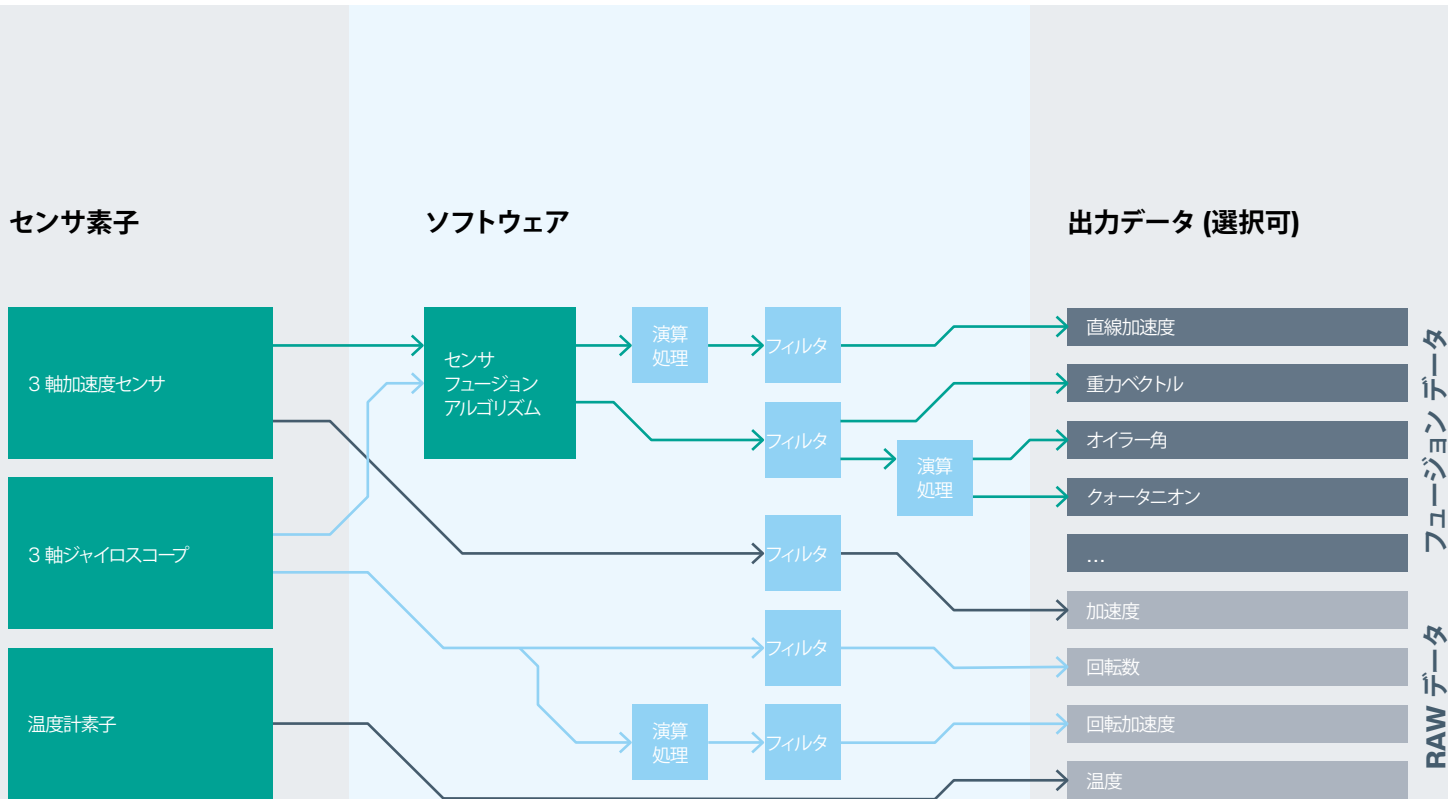 センサ素子
ソフトウェア
出力データ (選択可)
3 軸加速度センサ
3 軸ジャイロスコープ
温度計素子
センサ
フュージョン
アルゴリズム
演算
処理
フィルタ
フィルタ
演算
処理
フィルタ
フィルタ
演算
処理
フィルタ
直線加速度
重力ベクトル
オイラー角
クォータニオン
...
加速度
回転数
回転加速度
温度
フュージョン データ
RAW データ